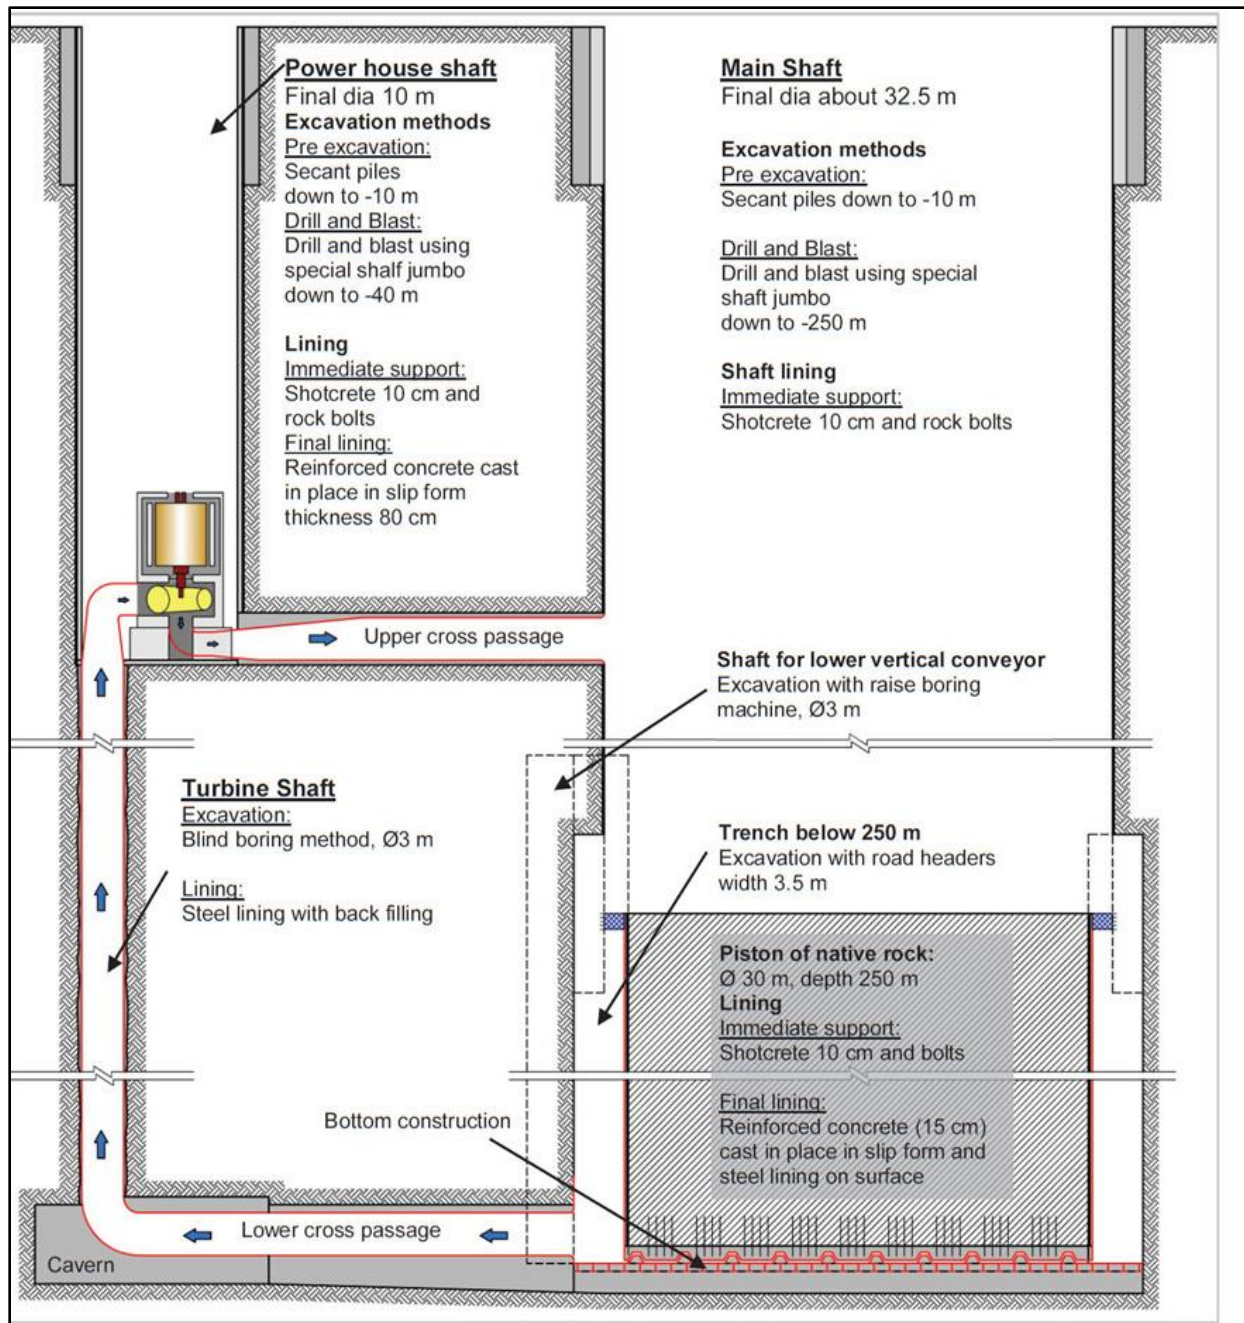 Power house shaft
Final dia 10 m
Excavation methods
Pre excavation:
Secant piles
down to -10 m
Drill and Blast:
Drill and blast using
special shalf jumbo
down to -40 m
Lining
Immediate support:
Shotcrete 10 cm and
rock bolts
Final lining:
Reinforced concrete cast
in place in slip form
thickness 80 cm
Main Shaft
Final dia about 32.5 m
Excavation methods
Pre excavation:
Secant piles down to -10 m
Drill and Blast:
Drill and blast using special
shaft jumbo
down to -250 m
Shaft lining
Immediate support:
Shotcrete 10 cm and rock bolts
Upper cross passage
Shaft for lower vertical conveyor
Excavation with raise boring
machine, Ø3 m
Turbine Shaft
Excavation:
Blind boring method, Ø3 m
Lining:
Steel lining with back filling
Trench below 250 m
Excavation with road headers
width 3.5 m
Piston of native rock:
Ø 30 m, depth 250 m
Lining
Immediate support:
Shotcrete 10 cm and bolts
Final lining:
Reinforced concrete (15 cm)
cast in place in slip form and
steel lining on surface
Bottom construction
Lower cross passage
Cavern